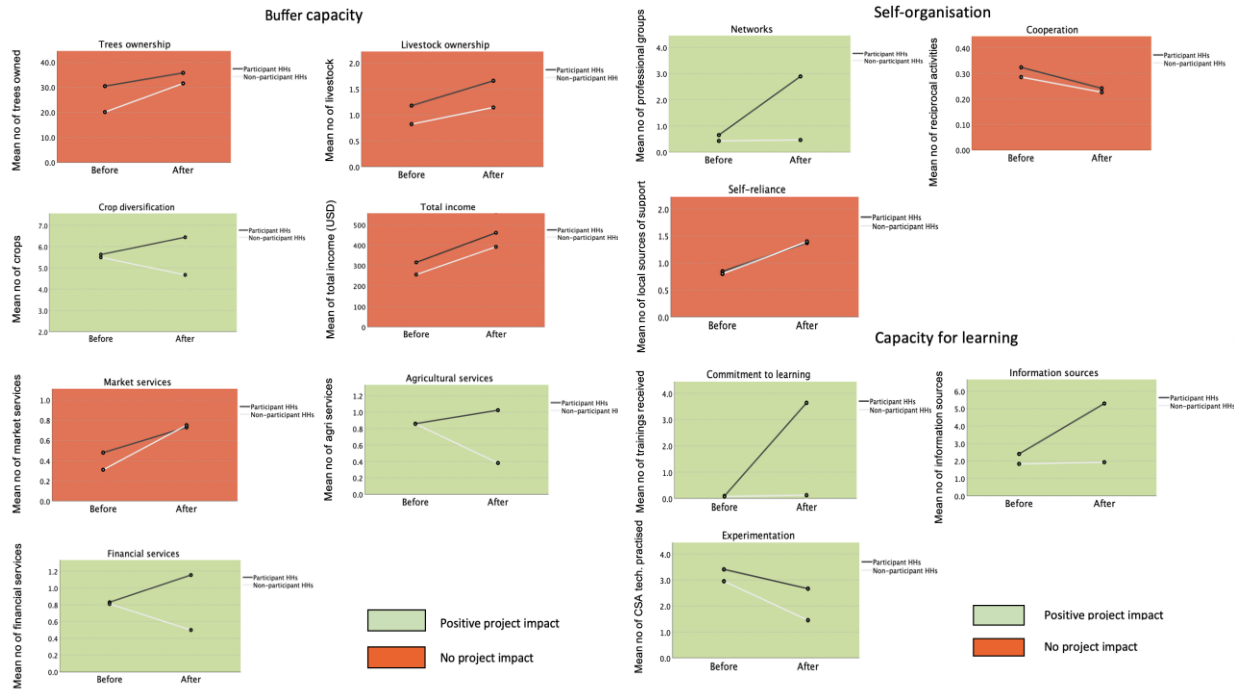 Buffer capacity
Trees ownership
Mean no of trees owned
40.0
30.0
20.0
10.0
0.0
Before
After
Participant HHs
Non-participant HHs
Livestock ownership
Mean no of livestock
2.0
1.5
1.0
0.5
0.0
Before
After
Participant HHs
Non-participant HHs
Crop diversification
Mean no of crops
7.0
6.0
5.0
4.0
3.0
2.0
Before
After
Participant HHs
Non-participant HHs
Total income
Mean of total income (USD)
500
400
300
200
100
0
Before
After
Participant HHs
Non-participant HHs
Market services
Mean no of market services
1.0
0.8
0.6
0.4
0.2
0.0
Before
After
Participant HHs
Non-participant HHs
Agricultural services
Mean no of agri services
1.2
1.0
0.8
0.6
0.4
0.2
0.0
Before
After
Participant HHs
Non-participant HHs
Financial services
Mean no of financial services
1.2
1.0
0.8
0.6
0.4
0.2
0.0
Before
After
Participant HHs
Non-participant HHs
Positive project impact
No project impact
Self-organisation
Networks
Mean no of professional groups
4.0
3.0
2.0
1.0
0.0
Before
After
Participant HHs
Non-participant HHs
Cooperation
Mean no of reciprocal activities
0.40
0.30
0.20
0.10
0.00
Before
After
Participant HHs
Non-participant HHs
Self-reliance
Mean no of local sources of support
2.0
1.5
1.0
0.5
0.0
Before
After
Participant HHs
Non-participant HHs
Capacity for learning
Commitment to learning
Mean no of trainings received
4.0
3.0
2.0
1.0
0.0
Before
After
Participant HHs
Non-participant HHs
Information sources
Mean no of information sources
6.0
5.0
4.0
3.0
2.0
1.0
0.0
Before
After
Participant HHs
Non-participant HHs
Experimentation
Mean no of CSA tech. practised
4.0
3.0
2.0
1.0
0.0
Before
After
Participant HHs
Non-participant HHs
Positive project impact
No project impact